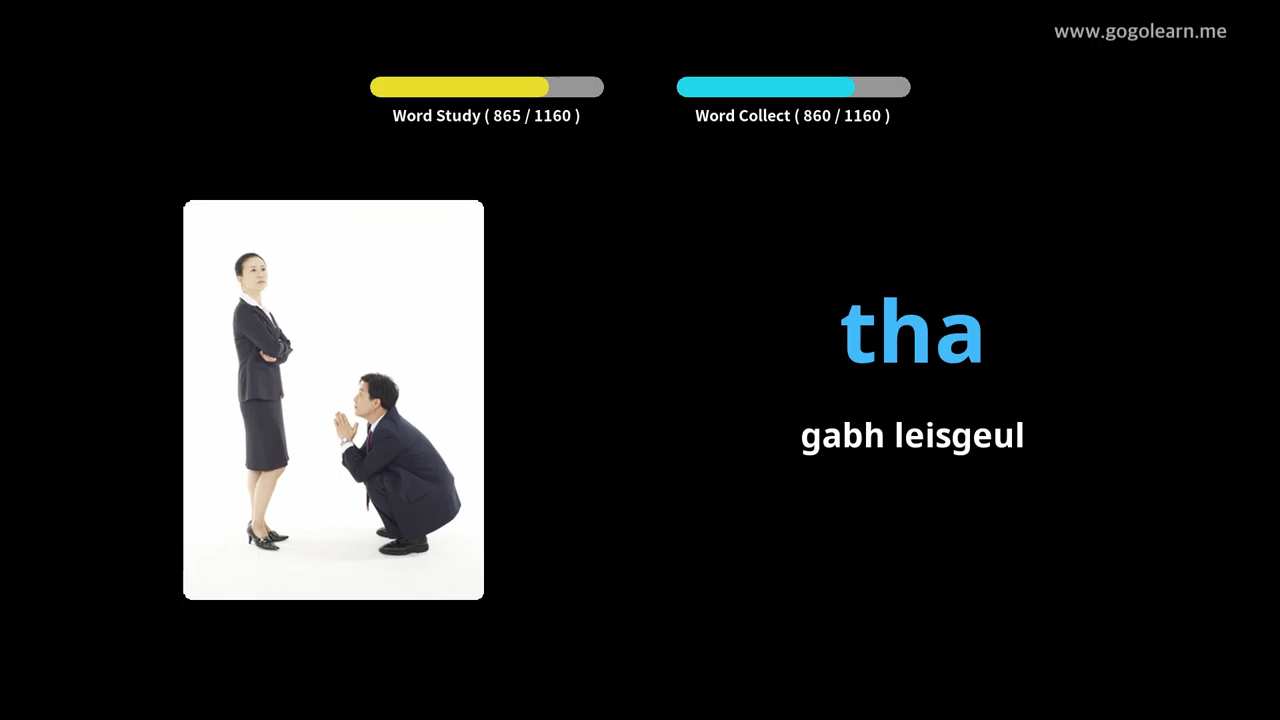 www.gogolearn.me
Word Study ( 865 / 1160 )
Word Collect ( 860 / 1160 )
tha
gabh leisgeul